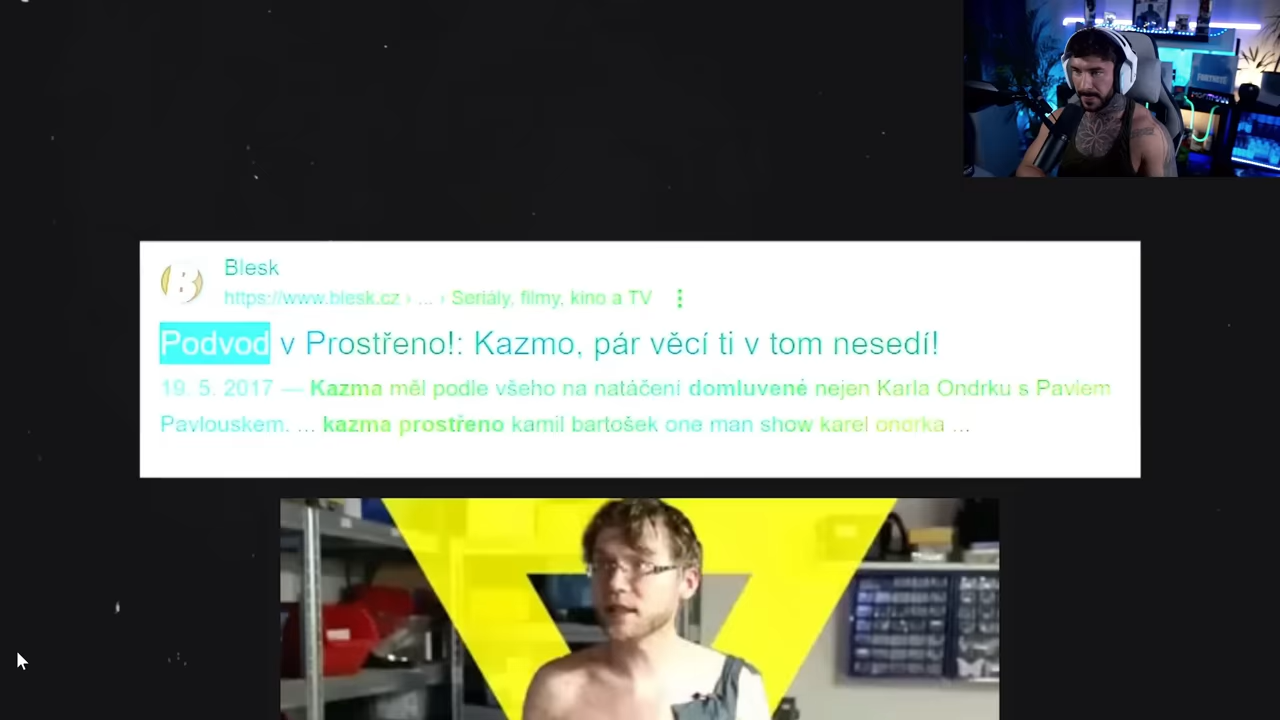 Blesk
https://www.blesk.cz › ... › Seriály, filmy, kino a TV
Podvod v Prostřeno!: Kazmo, pár věcí ti v tom nesedí!
19. 5. 2017 — Kazma měl podle všeho na natáčení domluvené nejen Karla Ondrku s Pavlem
Pavlouskem. ... kazma prostřeno kamil bartošek one man show karel ondrka ...